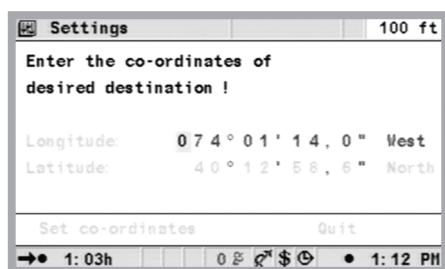 Settings 100 ft
Enter the co-ordinates of
desired destination !
Longitude: 074°01'14,0" West
Latitude: 40°12'58,6" North
Set co-ordinates Quit
1:03h 0 $ 1:12 PM